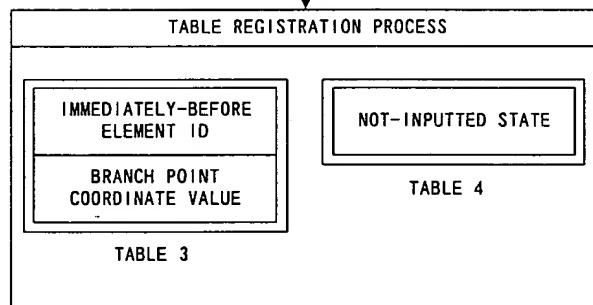 TABLE REGISTRATION PROCESS
IMMEDIATELY-BEFORE
ELEMENT ID
BRANCH POINT
COORDINATE VALUE
TABLE 3
NOT-INPUTTED STATE
TABLE 4